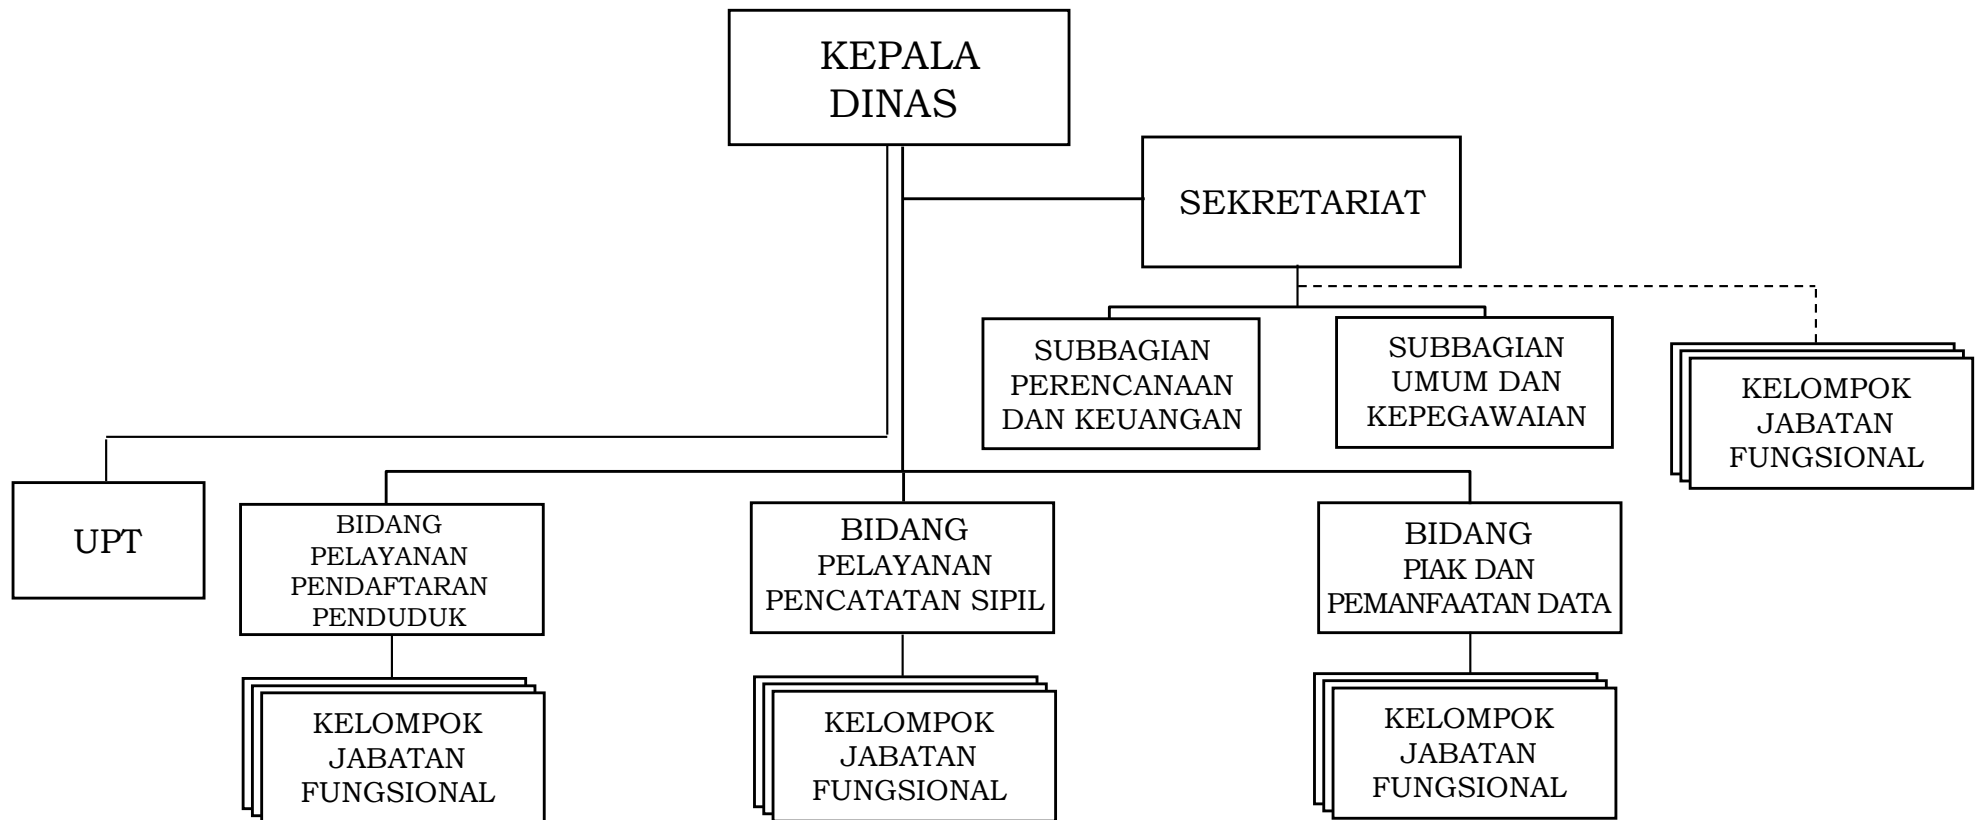 KEPALA
DINAS
SEKRETARIAT
SUBBAGIAN
PERENCANAAN
DAN KEUANGAN
SUBBAGIAN
UMUM DAN
KEPEGAWAIAN
KELOMPOK
JABATAN
FUNGSIONAL
UPT
BIDANG
PELAYANAN
PENDAFTARAN
PENDUDUK
BIDANG
PELAYANAN
PENCATATAN SIPIL
BIDANG
PIAK DAN
PEMANFAATAN DATA
KELOMPOK
JABATAN
FUNGSIONAL
KELOMPOK
JABATAN
FUNGSIONAL
KELOMPOK
JABATAN
FUNGSIONAL